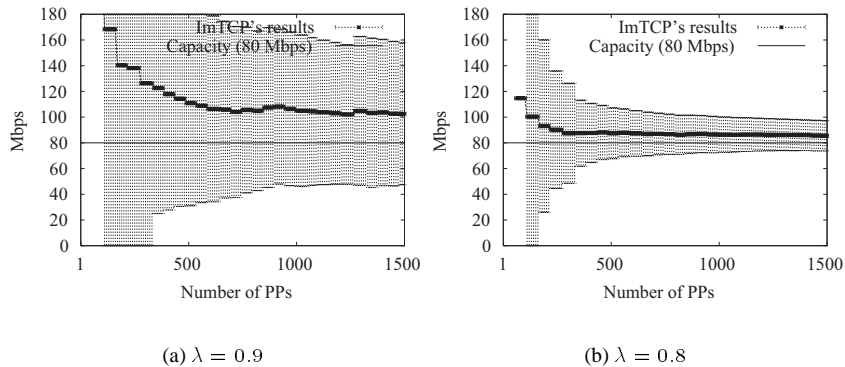 180
160
140
120
100
80
60
40
20
0
Mbps
ImTCP's results
Capacity (80 Mbps)
1 500 1000 1500
Number of PPs
(a) λ = 0.9
180
160
140
120
100
80
60
40
20
0
Mbps
ImTCP's results
Capacity (80 Mbps)
1 500 1000 1500
Number of PPs
(b) λ = 0.8